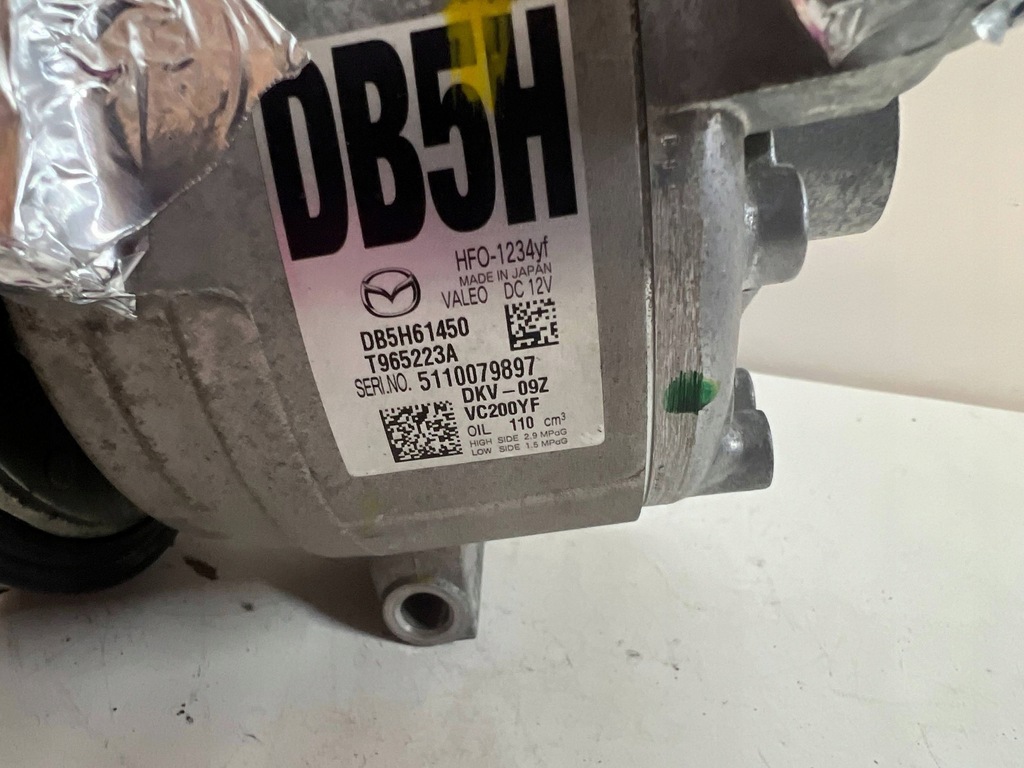 DB5H
HFO-1234yf
MADE IN JAPAN
VALEO DC 12V
DB5H61450
T965223A
SERI.NO. 5110079897
DKV-09Z
VC200YF
OIL 110 cm³
HIGH SIDE 2.9 MPaG
LOW SIDE 1.5 MPaG